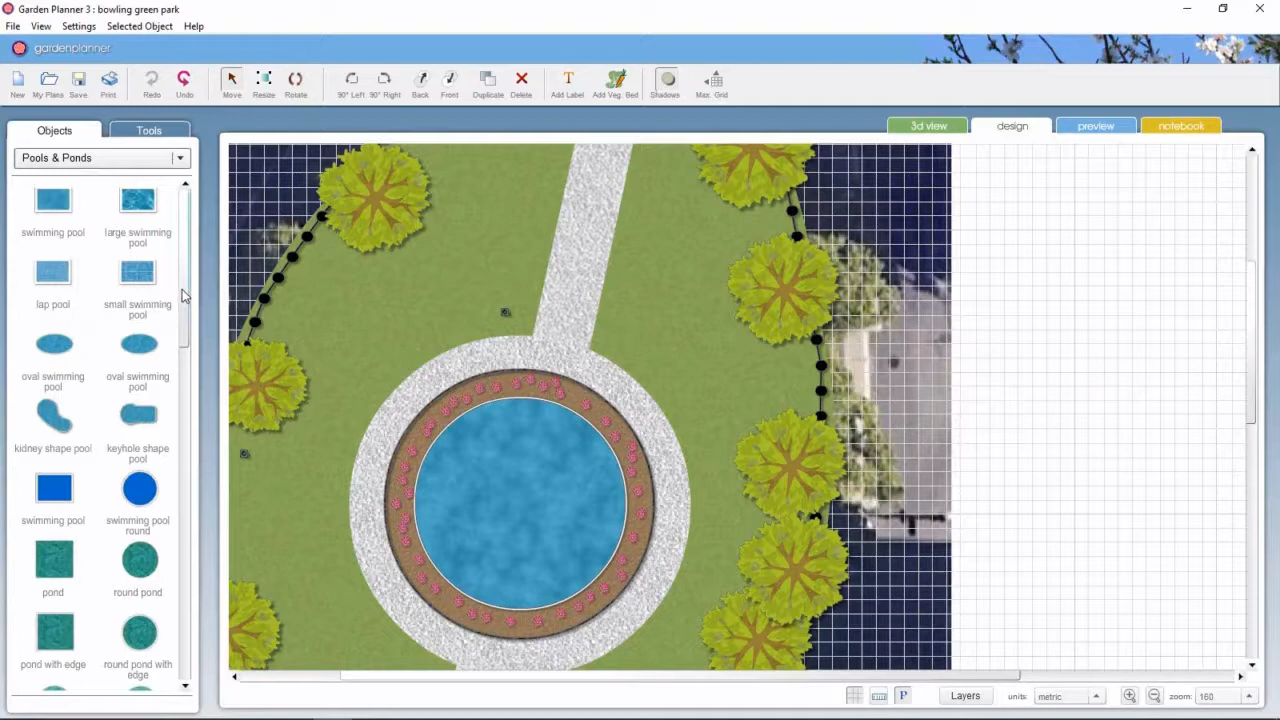 Garden Planner 3 : bowling green park
File View Settings Selected Object Help
gardenplanner
New My Plans Save Print Redo Undo Move Resize Rotate 90° Left 90° Right Back Front Duplicate Delete Add Label Add Veg. Bed Shadows Max. Grid
Objects Tools
3d view design preview notebook
Pools & Ponds
swimming pool
large swimming
pool
lap pool
small swimming
pool
oval swimming
pool
oval swimming
pool
kidney shape pool
keyhole shape
pool
swimming pool
swimming pool
round
pond
round pond
pond with edge
round pond with
edge
P Layers units: metric zoom: 160